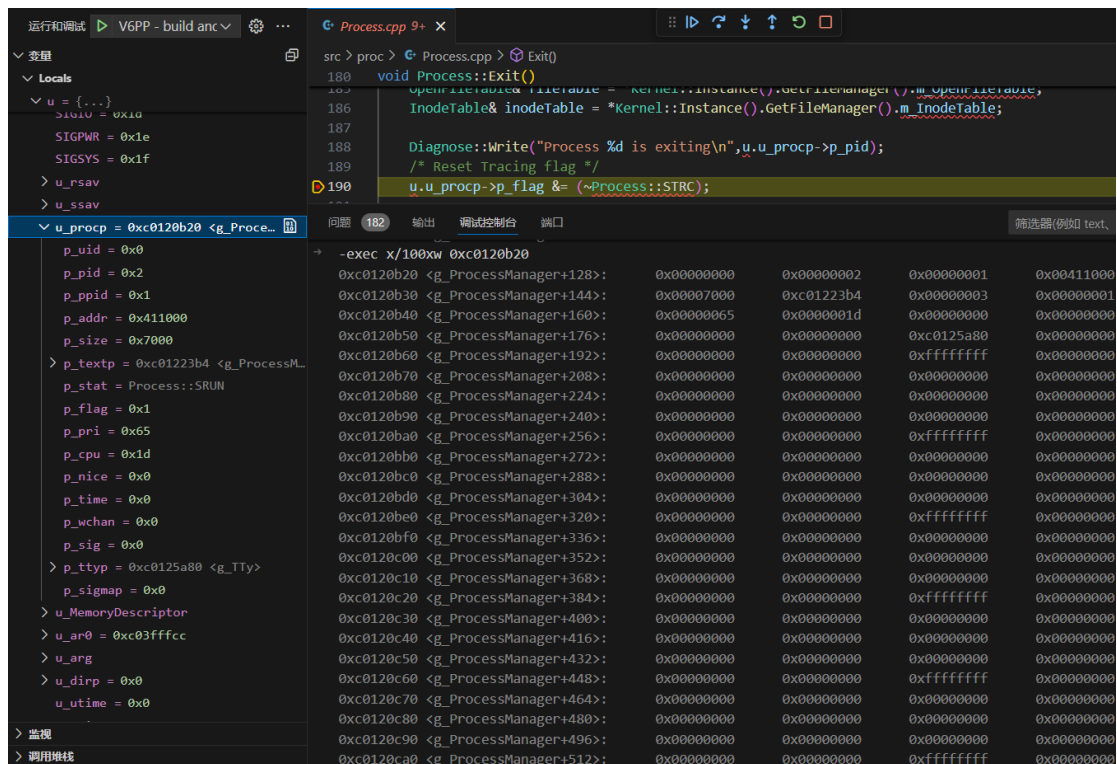 运行和调试 V6PP - build anc
变量
Locals
u = {...}
SIGIO = 0x1d
SIGPWR = 0x1e
SIGSYS = 0x1f
u_rsav
u_ssav
u_procp = 0xc0120b20 <g_Proce…
p_uid = 0x0
p_pid = 0x2
p_ppid = 0x1
p_addr = 0x411000
p_size = 0x7000
p_textp = 0xc01223b4 <g_ProcessM…
p_stat = Process::SRUN
p_flag = 0x1
p_pri = 0x65
p_cpu = 0x1d
p_nice = 0x0
p_time = 0x0
p_wchan = 0x0
p_sig = 0x0
p_ttyp = 0xc0125a80 <g_TTy>
p_sigmap = 0x0
u_MemoryDescriptor
u_ar0 = 0xc03fffcc
u_arg
u_dirp = 0x0
u_utime = 0x0
监视
调用堆栈
Process.cpp 9+
src > proc > Process.cpp > Exit()
180 void Process::Exit()
185 OpenFileTable& fileTable = *Kernel::Instance().GetFileManager().m_OpenFileTable;
186 InodeTable& inodeTable = *Kernel::Instance().GetFileManager().m_InodeTable;
187
188 Diagnose::Write("Process %d is exiting\n",u.u_procp->p_pid);
189 /* Reset Tracing flag */
190 u.u_procp->p_flag &= (~Process::STRC);
问题 182 输出 调试控制台 端口 筛选器(例如 text、
-exec x/100xw 0xc0120b20
0xc0120b20 <g_ProcessManager+128>: 0x00000000 0x00000002 0x00000001 0x00411000
0xc0120b30 <g_ProcessManager+144>: 0x00007000 0xc01223b4 0x00000003 0x00000001
0xc0120b40 <g_ProcessManager+160>: 0x00000065 0x0000001d 0x00000000 0x00000000
0xc0120b50 <g_ProcessManager+176>: 0x00000000 0x00000000 0xc0125a80 0x00000000
0xc0120b60 <g_ProcessManager+192>: 0x00000000 0xffffffff 0x00000000
0xc0120b70 <g_ProcessManager+208>: 0x00000000 0x00000000 0x00000000 0x00000000
0xc0120b80 <g_ProcessManager+224>: 0x00000000 0x00000000 0x00000000 0x00000000
0xc0120b90 <g_ProcessManager+240>: 0x00000000 0x00000000 0x00000000 0x00000000
0xc0120ba0 <g_ProcessManager+256>: 0x00000000 0x00000000 0xffffffff 0x00000000
0xc0120bb0 <g_ProcessManager+272>: 0x00000000 0x00000000 0x00000000 0x00000000
0xc0120bc0 <g_ProcessManager+288>: 0x00000000 0x00000000 0x00000000 0x00000000
0xc0120bd0 <g_ProcessManager+304>: 0x00000000 0x00000000 0x00000000 0x00000000
0xc0120be0 <g_ProcessManager+320>: 0x00000000 0x00000000 0xffffffff 0x00000000
0xc0120bf0 <g_ProcessManager+336>: 0x00000000 0x00000000 0x00000000 0x00000000
0xc0120c00 <g_ProcessManager+352>: 0x00000000 0x00000000 0x00000000 0x00000000
0xc0120c10 <g_ProcessManager+368>: 0x00000000 0x00000000 0x00000000 0x00000000
0xc0120c20 <g_ProcessManager+384>: 0x00000000 0x00000000 0xffffffff 0x00000000
0xc0120c30 <g_ProcessManager+400>: 0x00000000 0x00000000 0x00000000 0x00000000
0xc0120c40 <g_ProcessManager+416>: 0x00000000 0x00000000 0x00000000 0x00000000
0xc0120c50 <g_ProcessManager+432>: 0x00000000 0x00000000 0x00000000 0x00000000
0xc0120c60 <g_ProcessManager+448>: 0x00000000 0x00000000 0xffffffff 0x00000000
0xc0120c70 <g_ProcessManager+464>: 0x00000000 0x00000000 0x00000000 0x00000000
0xc0120c80 <g_ProcessManager+480>: 0x00000000 0x00000000 0x00000000 0x00000000
0xc0120c90 <g_ProcessManager+496>: 0x00000000 0x00000000 0x00000000 0x00000000
0xc0120ca0 <g_ProcessManager+512>: 0x00000000 0x00000000 0xffffffff 0x00000000